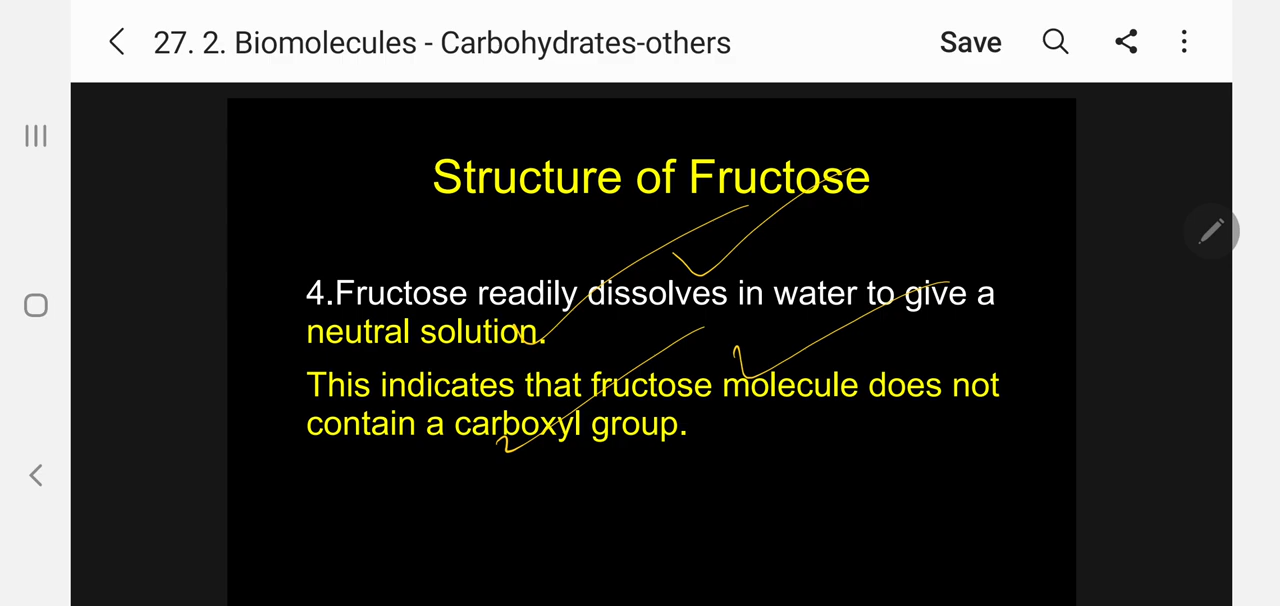 27. 2. Biomolecules - Carbohydrates-others
Save
Structure of Fructose
4.Fructose readily dissolves in water to give a
neutral solution.
This indicates that fructose molecule does not
contain a carboxyl group.